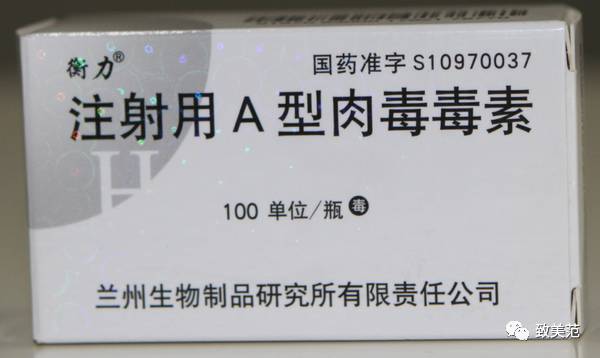 衡力®
国药准字 S10970037
注射用 A 型肉毒毒素
H
100 单位/瓶 毒
兰州生物制品研究所有限责任公司
致美范